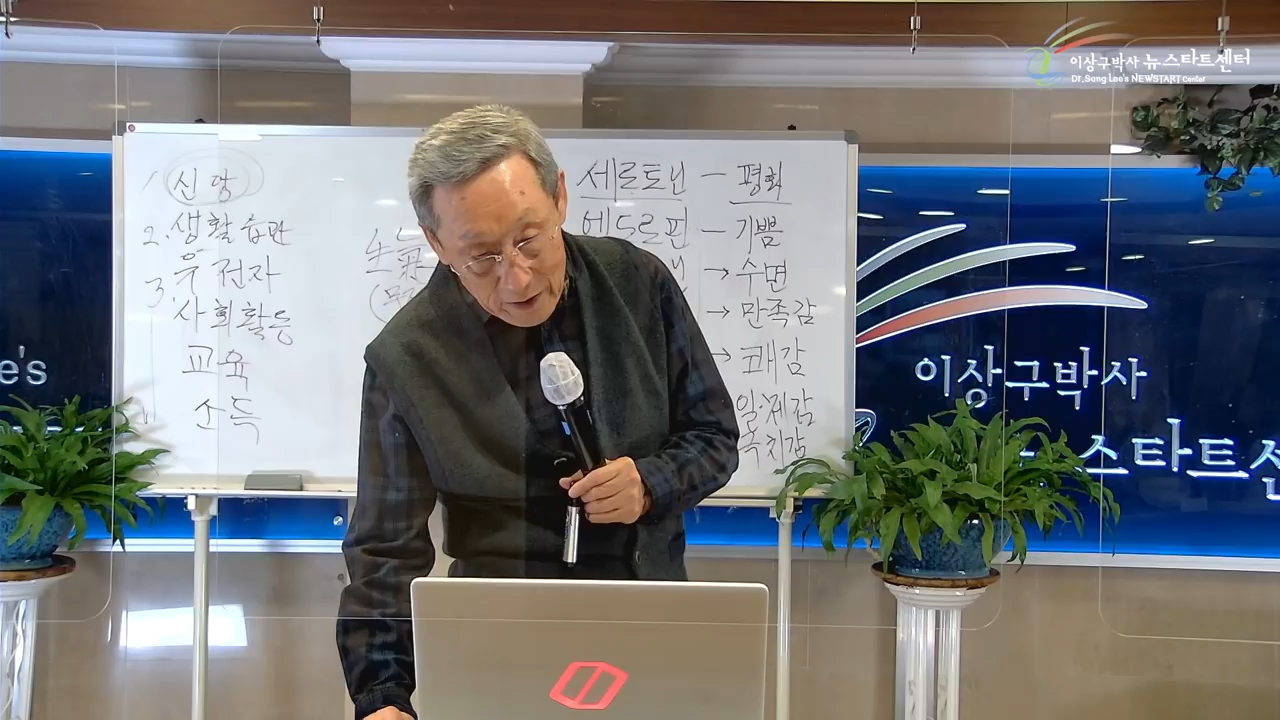 이상구박사 뉴스타트센터
Dr. Sang Lee's NEWSTART Center
1. 신앙
2. 생활습관
3. 유전자
사회활동
교육
소득
生氣
세로토닌 – 평화
엔도르핀 – 기쁨
→ 수면
→ 만족감
→ 쾌감
일체감
e's
이상구박사
스타트센